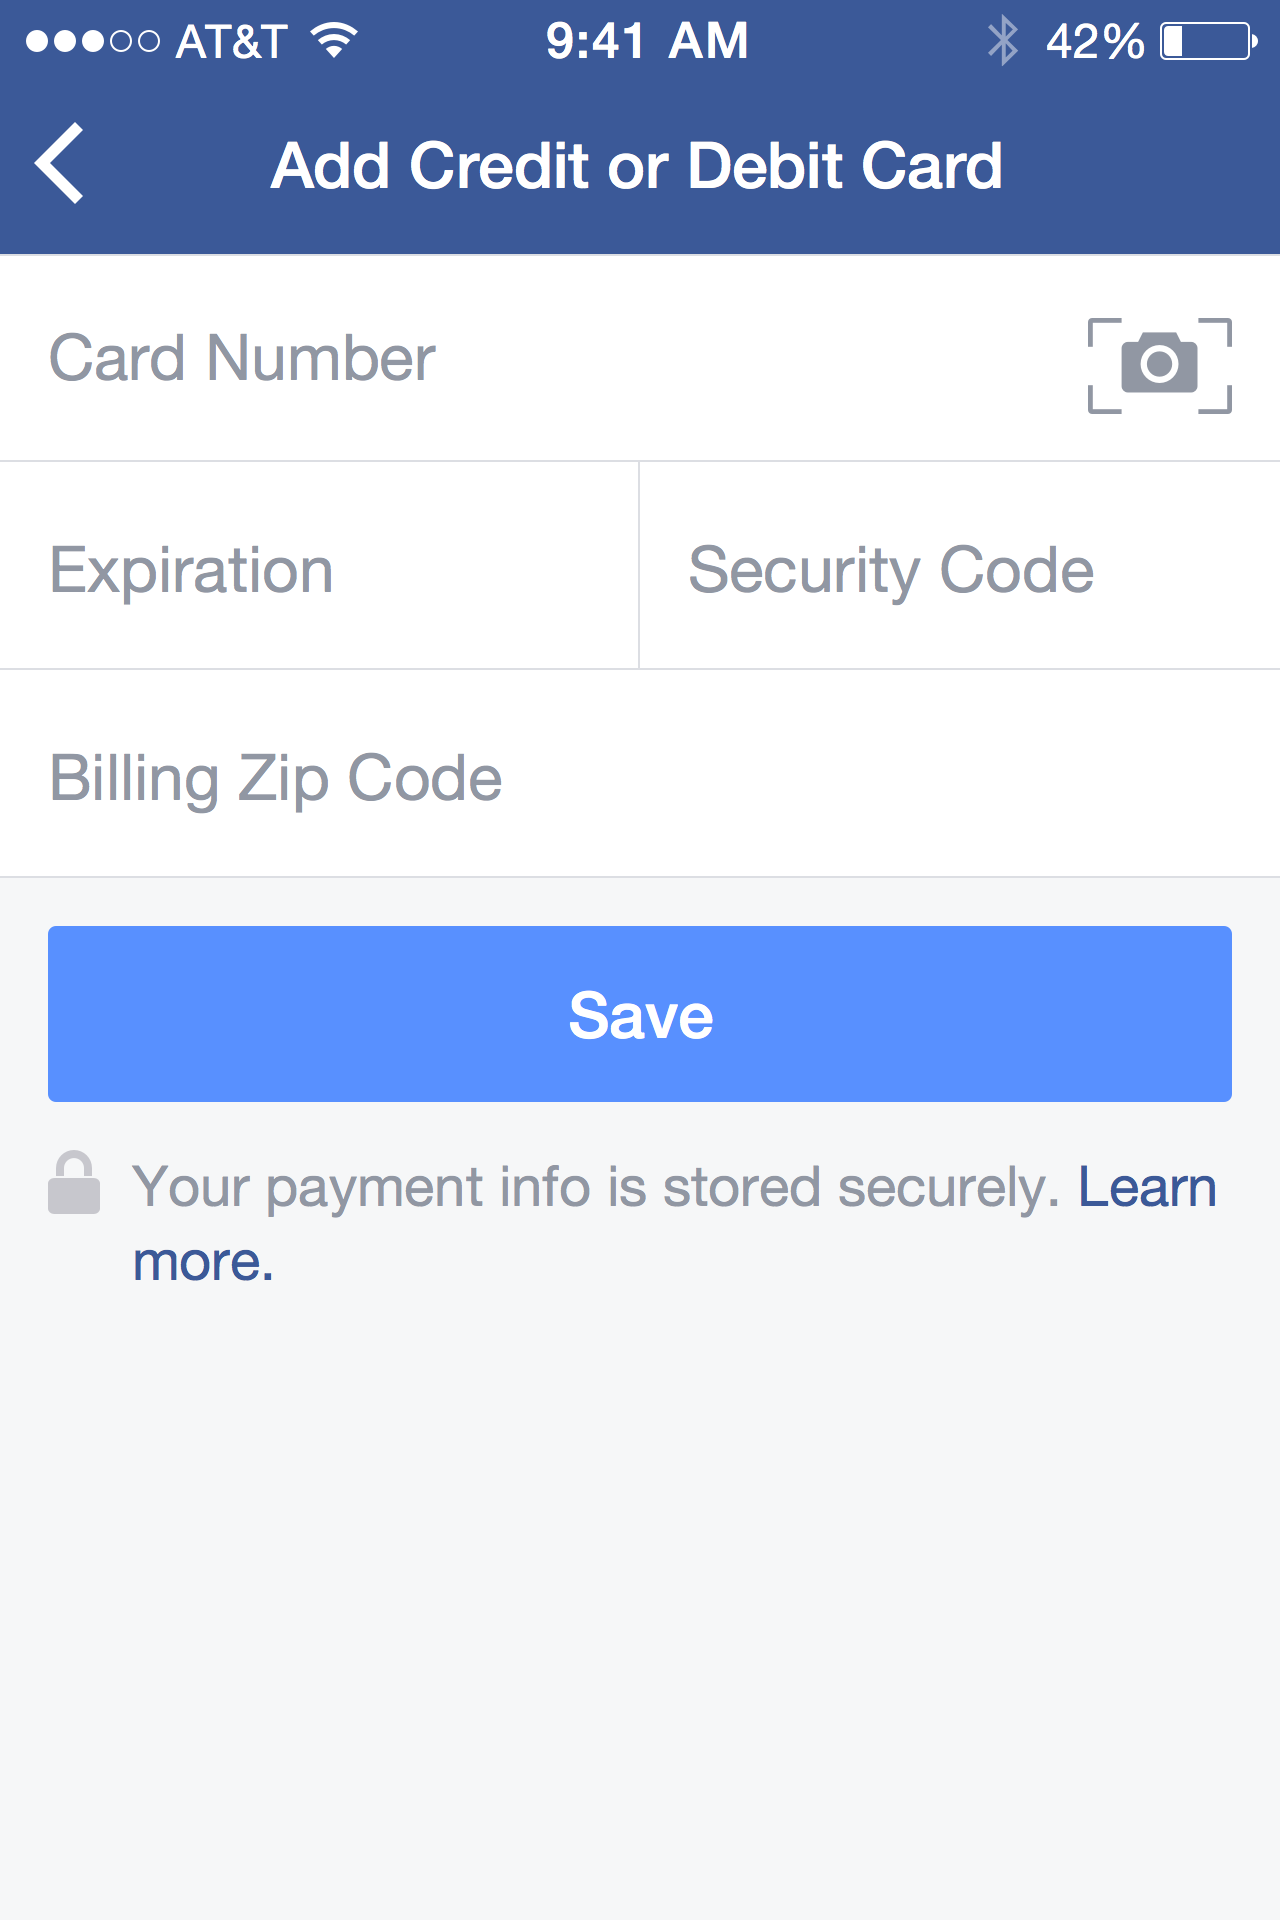 AT&T 9:41 AM 42%
Add Credit or Debit Card
Card Number
Expiration Security Code
Billing Zip Code
Save
Your payment info is stored securely. Learn
more.